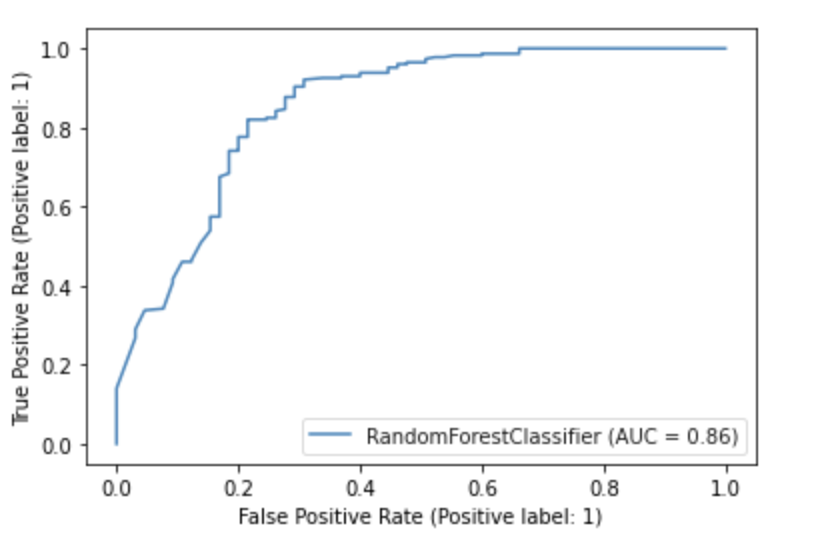 True Positive Rate (Positive label: 1)
1.0
0.8
0.6
0.4
0.2
0.0
RandomForestClassifier (AUC = 0.86)
0.0 0.2 0.4 0.6 0.8 1.0
False Positive Rate (Positive label: 1)